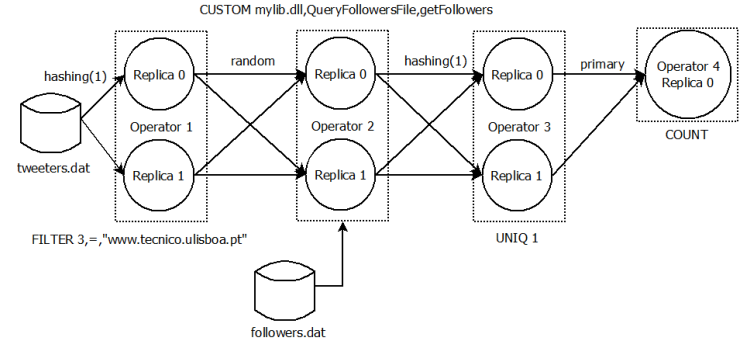 CUSTOM mylib.dll,QueryFollowersFile,getFollowers
hashing(1)
random
hashing(1)
primary
Replica 0
Replica 0
Replica 0
Operator 4
Replica 0
Operator 1
Operator 2
Operator 3
COUNT
tweeters.dat
Replica 1
Replica 1
Replica 1
FILTER 3,=,"www.tecnico.ulisboa.pt"
UNIQ 1
followers.dat